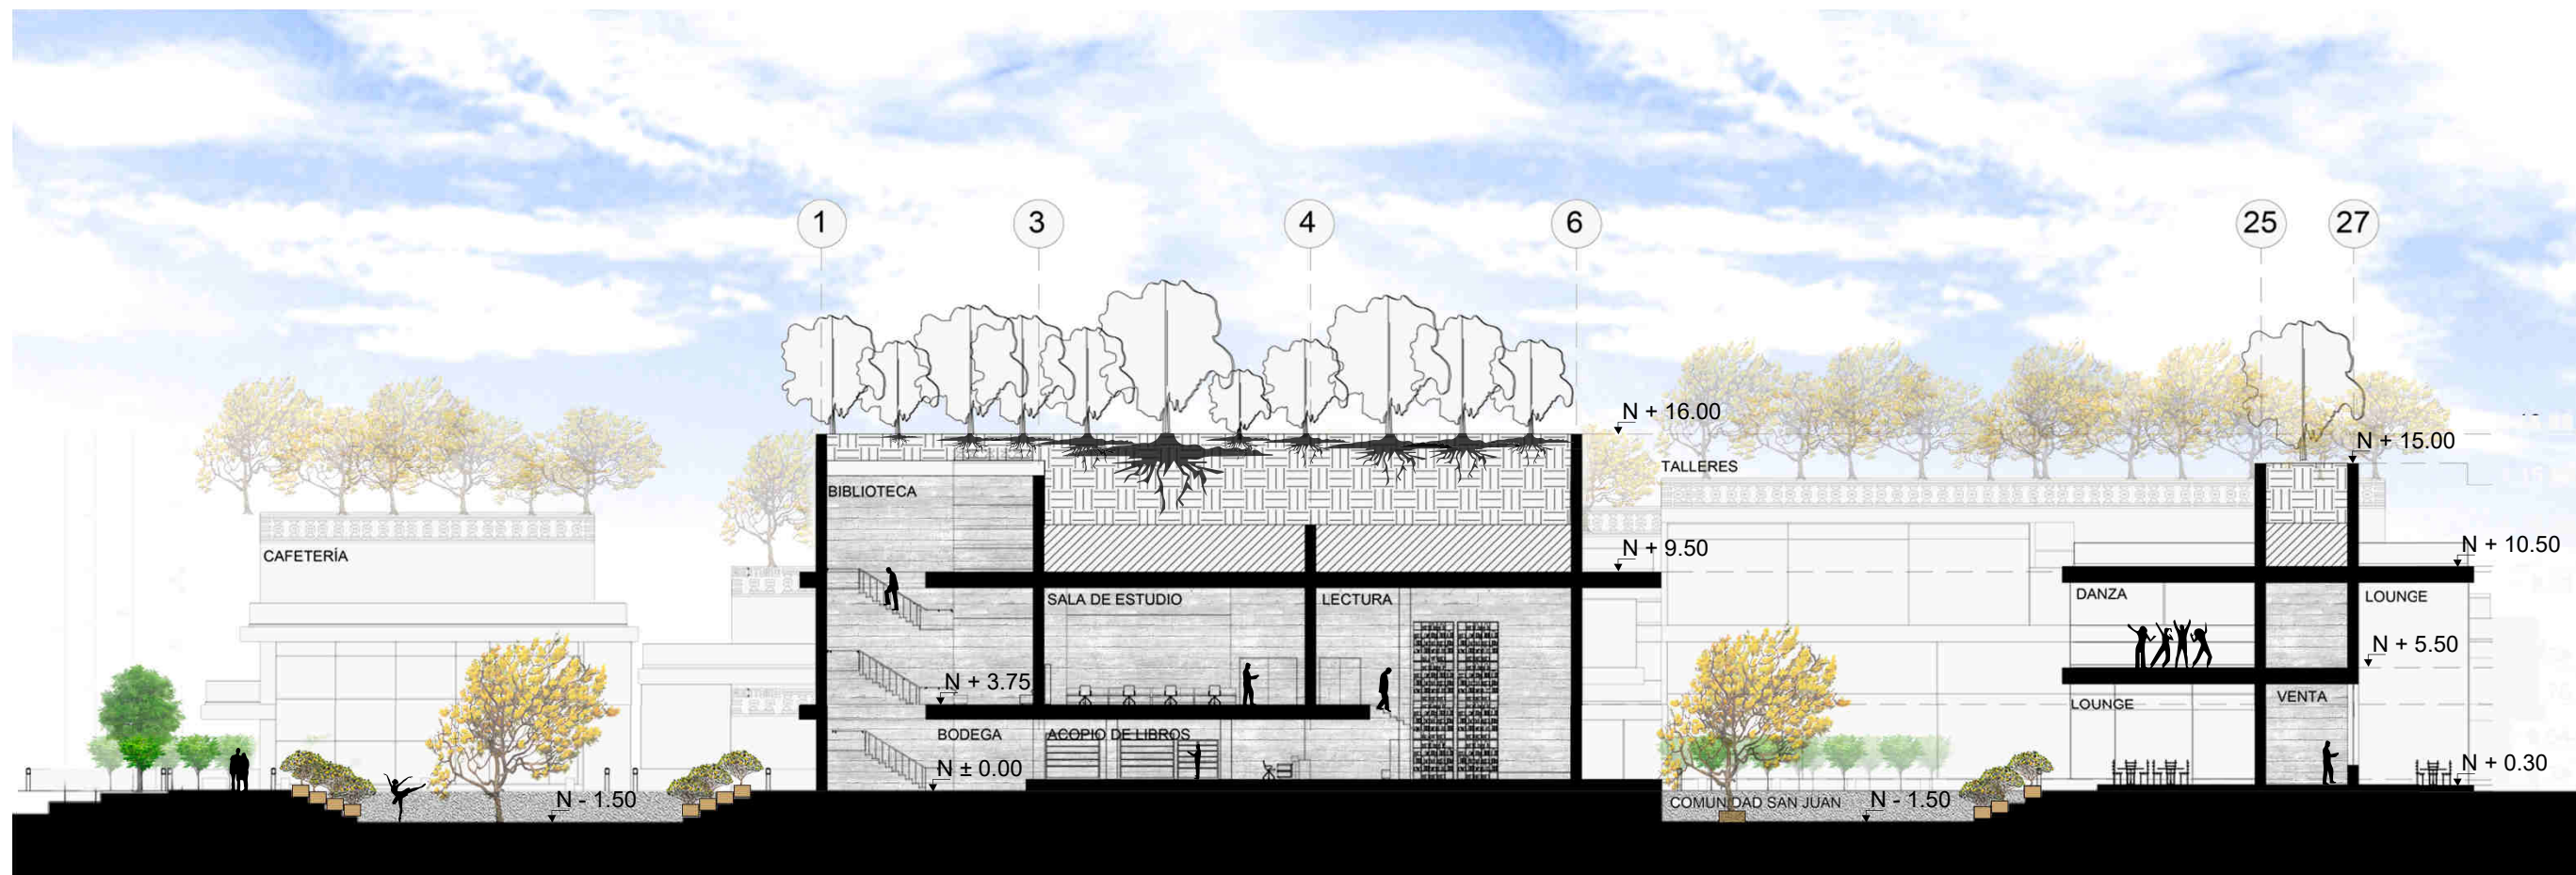 1
3
4
6
25
27
N + 16.00
N + 15.00
TALLERES
BIBLIOTECA
CAFETERÍA
N + 9.50
N + 10.50
SALA DE ESTUDIO
LECTURA
DANZA
LOUNGE
N + 5.50
N + 3.75
LOUNGE
VENTA
BODEGA
ACOPIO DE LIBROS
N ± 0.00
N + 0.30
N - 1.50
COMUNIDAD SAN JUAN
N - 1.50